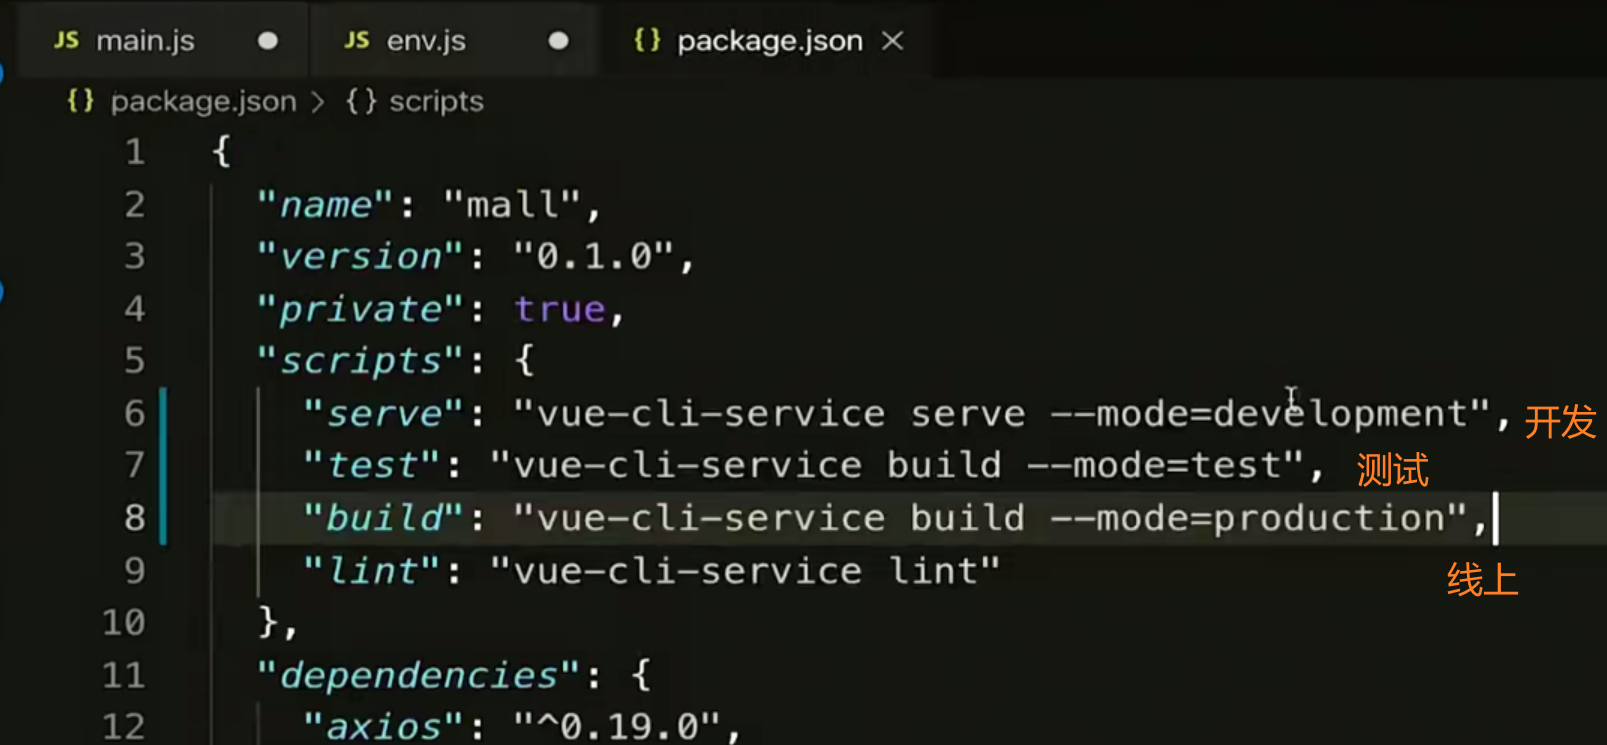 JS main.js ● JS env.js ● {} package.json ×
{} package.json > {} scripts
1 {
2 "name": "mall",
3 "version": "0.1.0",
4 "private": true,
5 "scripts": {
6 "serve": "vue-cli-service serve --mode=development", 开发
7 "test": "vue-cli-service build --mode=test", 测试
8 "build": "vue-cli-service build --mode=production",
9 "lint": "vue-cli-service lint"
线上
10 },
11 "dependencies": {
12 "axios": "^0.19.0",